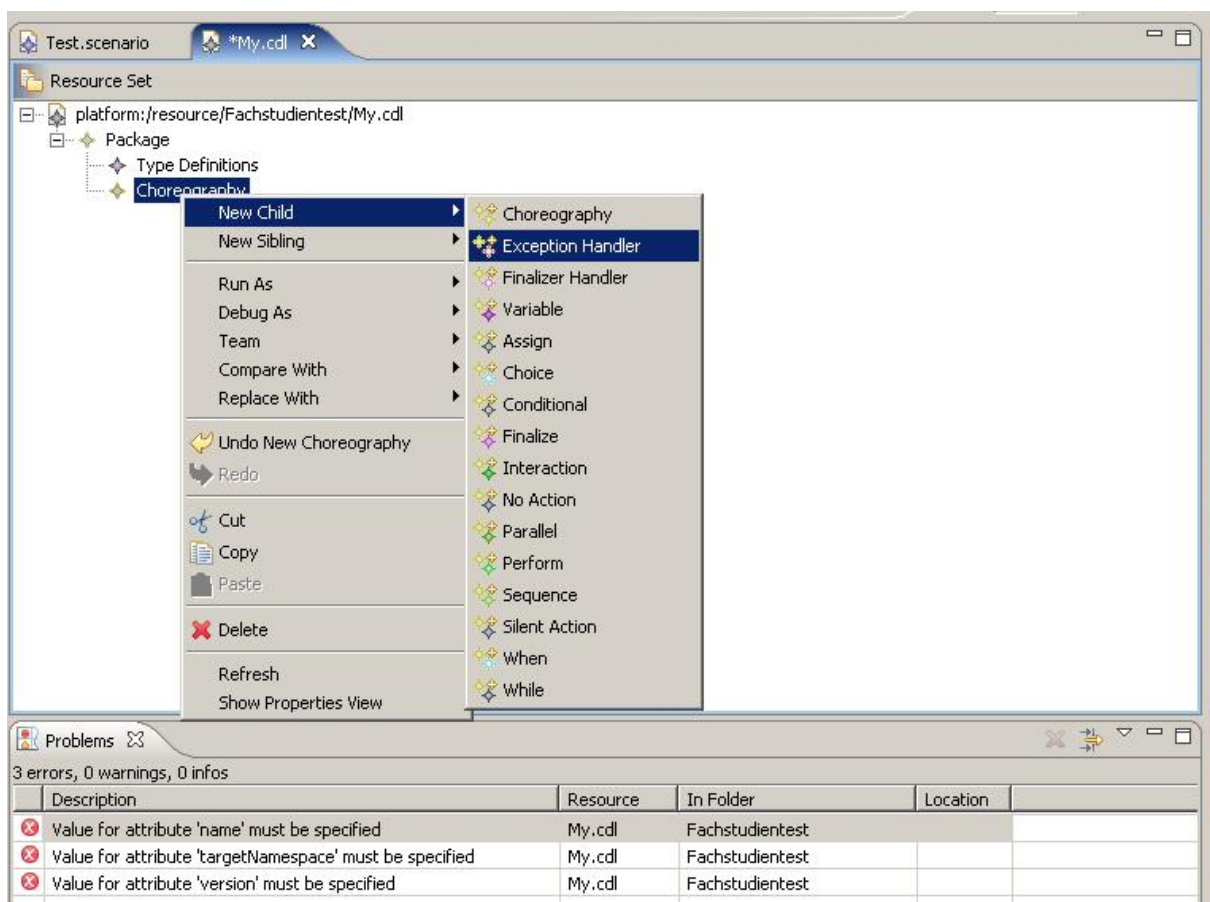 Test.scenario
*My.cdl
Resource Set
platform:/resource/Fachstudientest/My.cdl
Package
Type Definitions
Choreography
New Child
New Sibling
Run As
Debug As
Team
Compare With
Replace With
Undo New Choreography
Redo
Cut
Copy
Paste
Delete
Refresh
Show Properties View
Choreography
Exception Handler
Finalizer Handler
Variable
Assign
Choice
Conditional
Finalize
Interaction
No Action
Parallel
Perform
Sequence
Silent Action
When
While
Problems
3 errors, 0 warnings, 0 infos
Description Resource In Folder Location
Value for attribute 'name' must be specified My.cdl Fachstudientest
Value for attribute 'targetNamespace' must be specified My.cdl Fachstudientest
Value for attribute 'version' must be specified My.cdl Fachstudientest